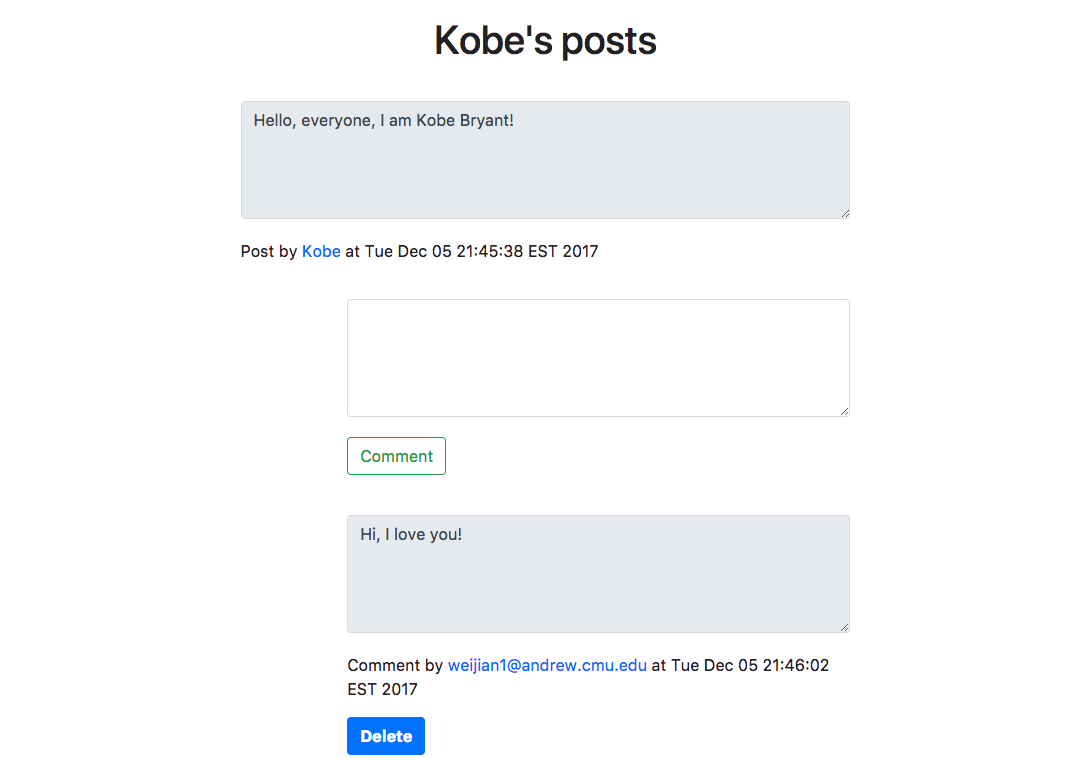 Kobe's posts
Hello, everyone, I am Kobe Bryant!
Post by Kobe at Tue Dec 05 21:45:38 EST 2017
Comment
Hi, I love you!
Comment by weijian1@andrew.cmu.edu at Tue Dec 05 21:46:02
EST 2017
Delete